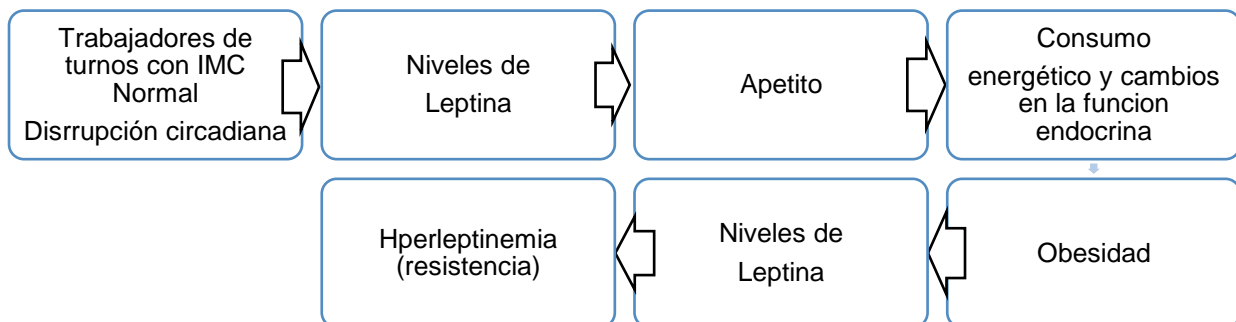 Trabajadores de
turnos con IMC
Normal
Disrrupción circadiana
Niveles de
Leptina
Apetito
Consumo
energético y cambios
en la funcion
endocrina
Obesidad
Niveles de
Leptina
Hperleptinemia
(resistencia)